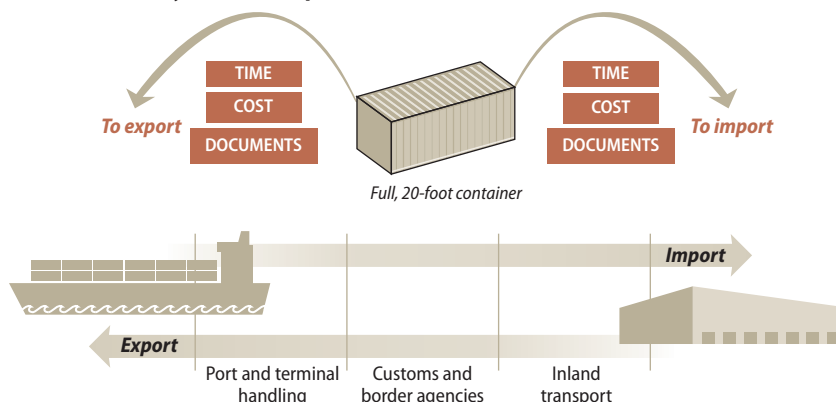 TIME
COST
DOCUMENTS
To export
TIME
COST
DOCUMENTS
To import
Full, 20-foot container
Import
Export
Port and terminal
handling
Customs and
border agencies
Inland
transport